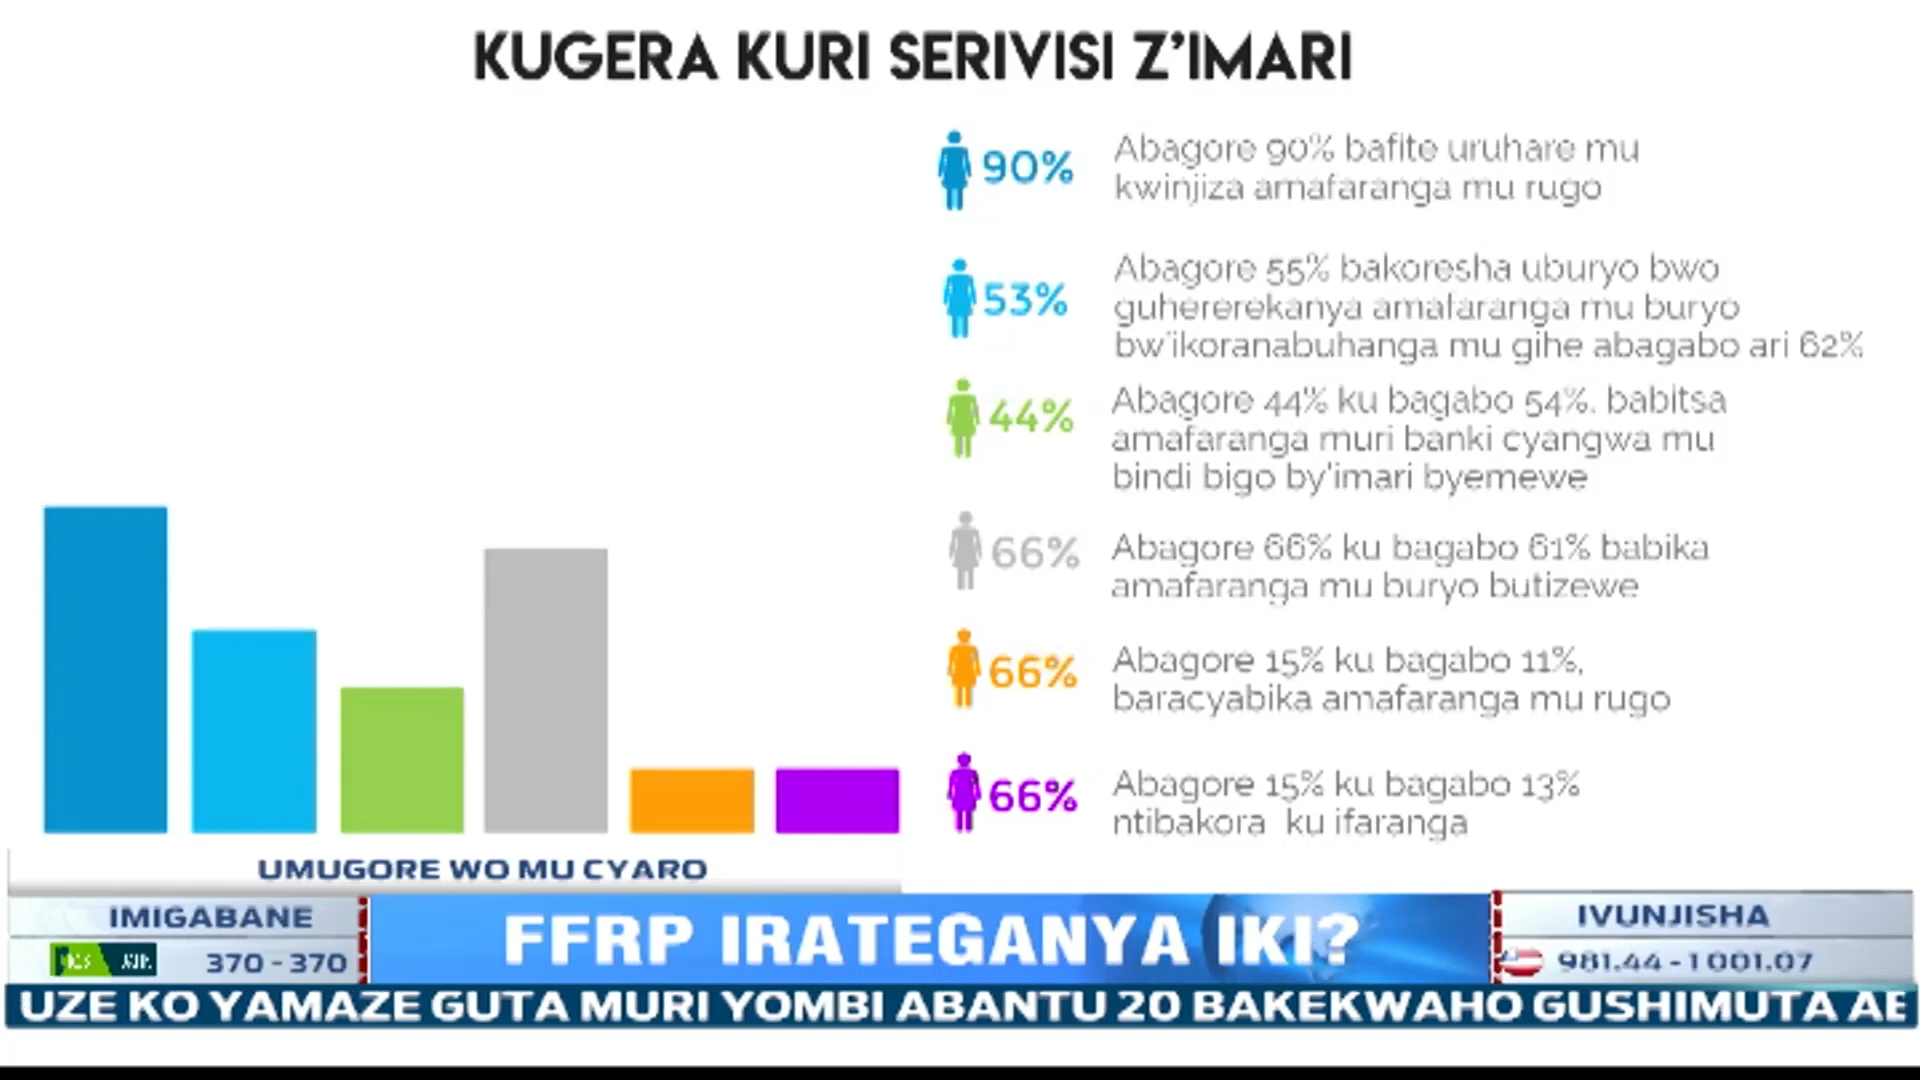 KUGERA KURI SERIVISI Z'IMARI
90%
Abagore 90% bafite uruhare mu
kwinjiza amafaranga mu rugo
53%
Abagore 55% bakoresha uburyo bwo
guhererekanya amafaranga mu buryo
bw'ikoranabuhanga mu gihe abagabo ari 62%
44%
Abagore 44% ku bagabo 54%. babitsa
amafaranga muri banki cyangwa mu
bindi bigo by'imari byemewe
66%
Abagore 66% ku bagabo 61% babika
amafaranga mu buryo butizewe
66%
Abagore 15% ku bagabo 11%,
baracyabika amafaranga mu rugo
66%
Abagore 15% ku bagabo 13%
ntibakora ku ifaranga
UMUGORE WO MU CYARO
IMIGABANE
370 - 370
FFRP IRATEGANYA IKI?
IVUNJISHA
981.44 - 1 001.07
UZE KO YAMAZE GUTA MURI YOMBI ABANTU 20 BAKEKWAHO GUSHIMUTA AB